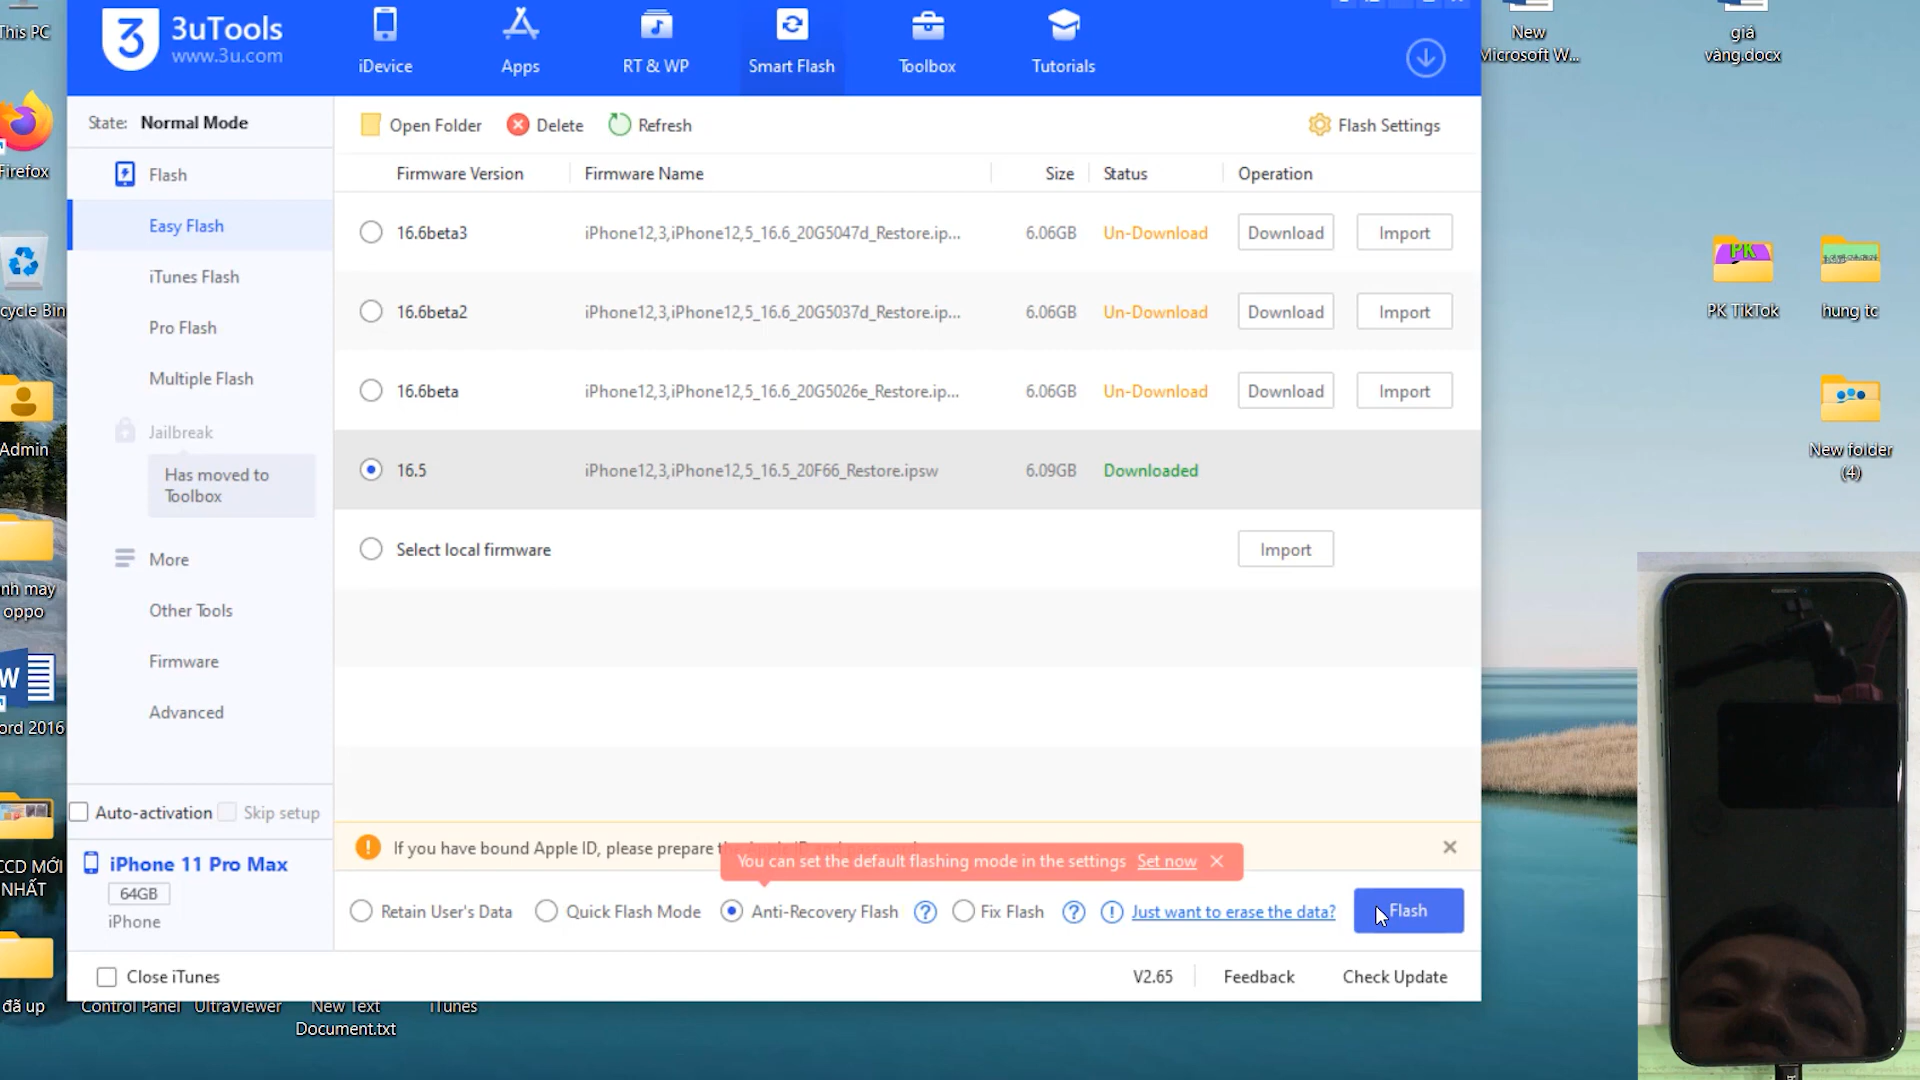 This PC
3uTools
www.3u.com
3
iDevice
Apps
RT & WP
Smart Flash
Toolbox
Tutorials
New
Microsoft W...
giá
vàng.docx
State: Normal Mode
Open Folder
Delete
Refresh
Flash Settings
Firefox
Flash
Firmware Version
Firmware Name
Size
Status
Operation
Easy Flash
16.6beta3
iPhone12,3,iPhone12,5_16.6_20G5047d_Restore.ip...
6.06GB
Un-Download
Download
Import
iTunes Flash
cycle Bin
PK
PK TikTok
hung tc
Pro Flash
16.6beta2
iPhone12,3,iPhone12,5_16.6_20G5037d_Restore.ip...
6.06GB
Un-Download
Download
Import
Multiple Flash
16.6beta
iPhone12,3,iPhone12,5_16.6_20G5026e_Restore.ip...
6.06GB
Un-Download
Download
Import
Jailbreak
Admin
New folder
(4)
Has moved to
Toolbox
16.5
iPhone12,3,iPhone12,5_16.5_20F66_Restore.ipsw
6.09GB
Downloaded
More
Select local firmware
Import
nh may
oppo
Other Tools
Firmware
W
ord 2016
Advanced
Auto-activation
Skip setup
CCD MỚI
NHẤT
If you have bound Apple ID, please prepare
You can set the default flashing mode in the settings Set now
iPhone 11 Pro Max
64GB
iPhone
Retain User's Data
Quick Flash Mode
Anti-Recovery Flash
?
Fix Flash
?
! Just want to erase the data?
Flash
Close iTunes
V2.65
Feedback
Check Update
đã up
Control Panel
UltraViewer
New Text
Document.txt
iTunes